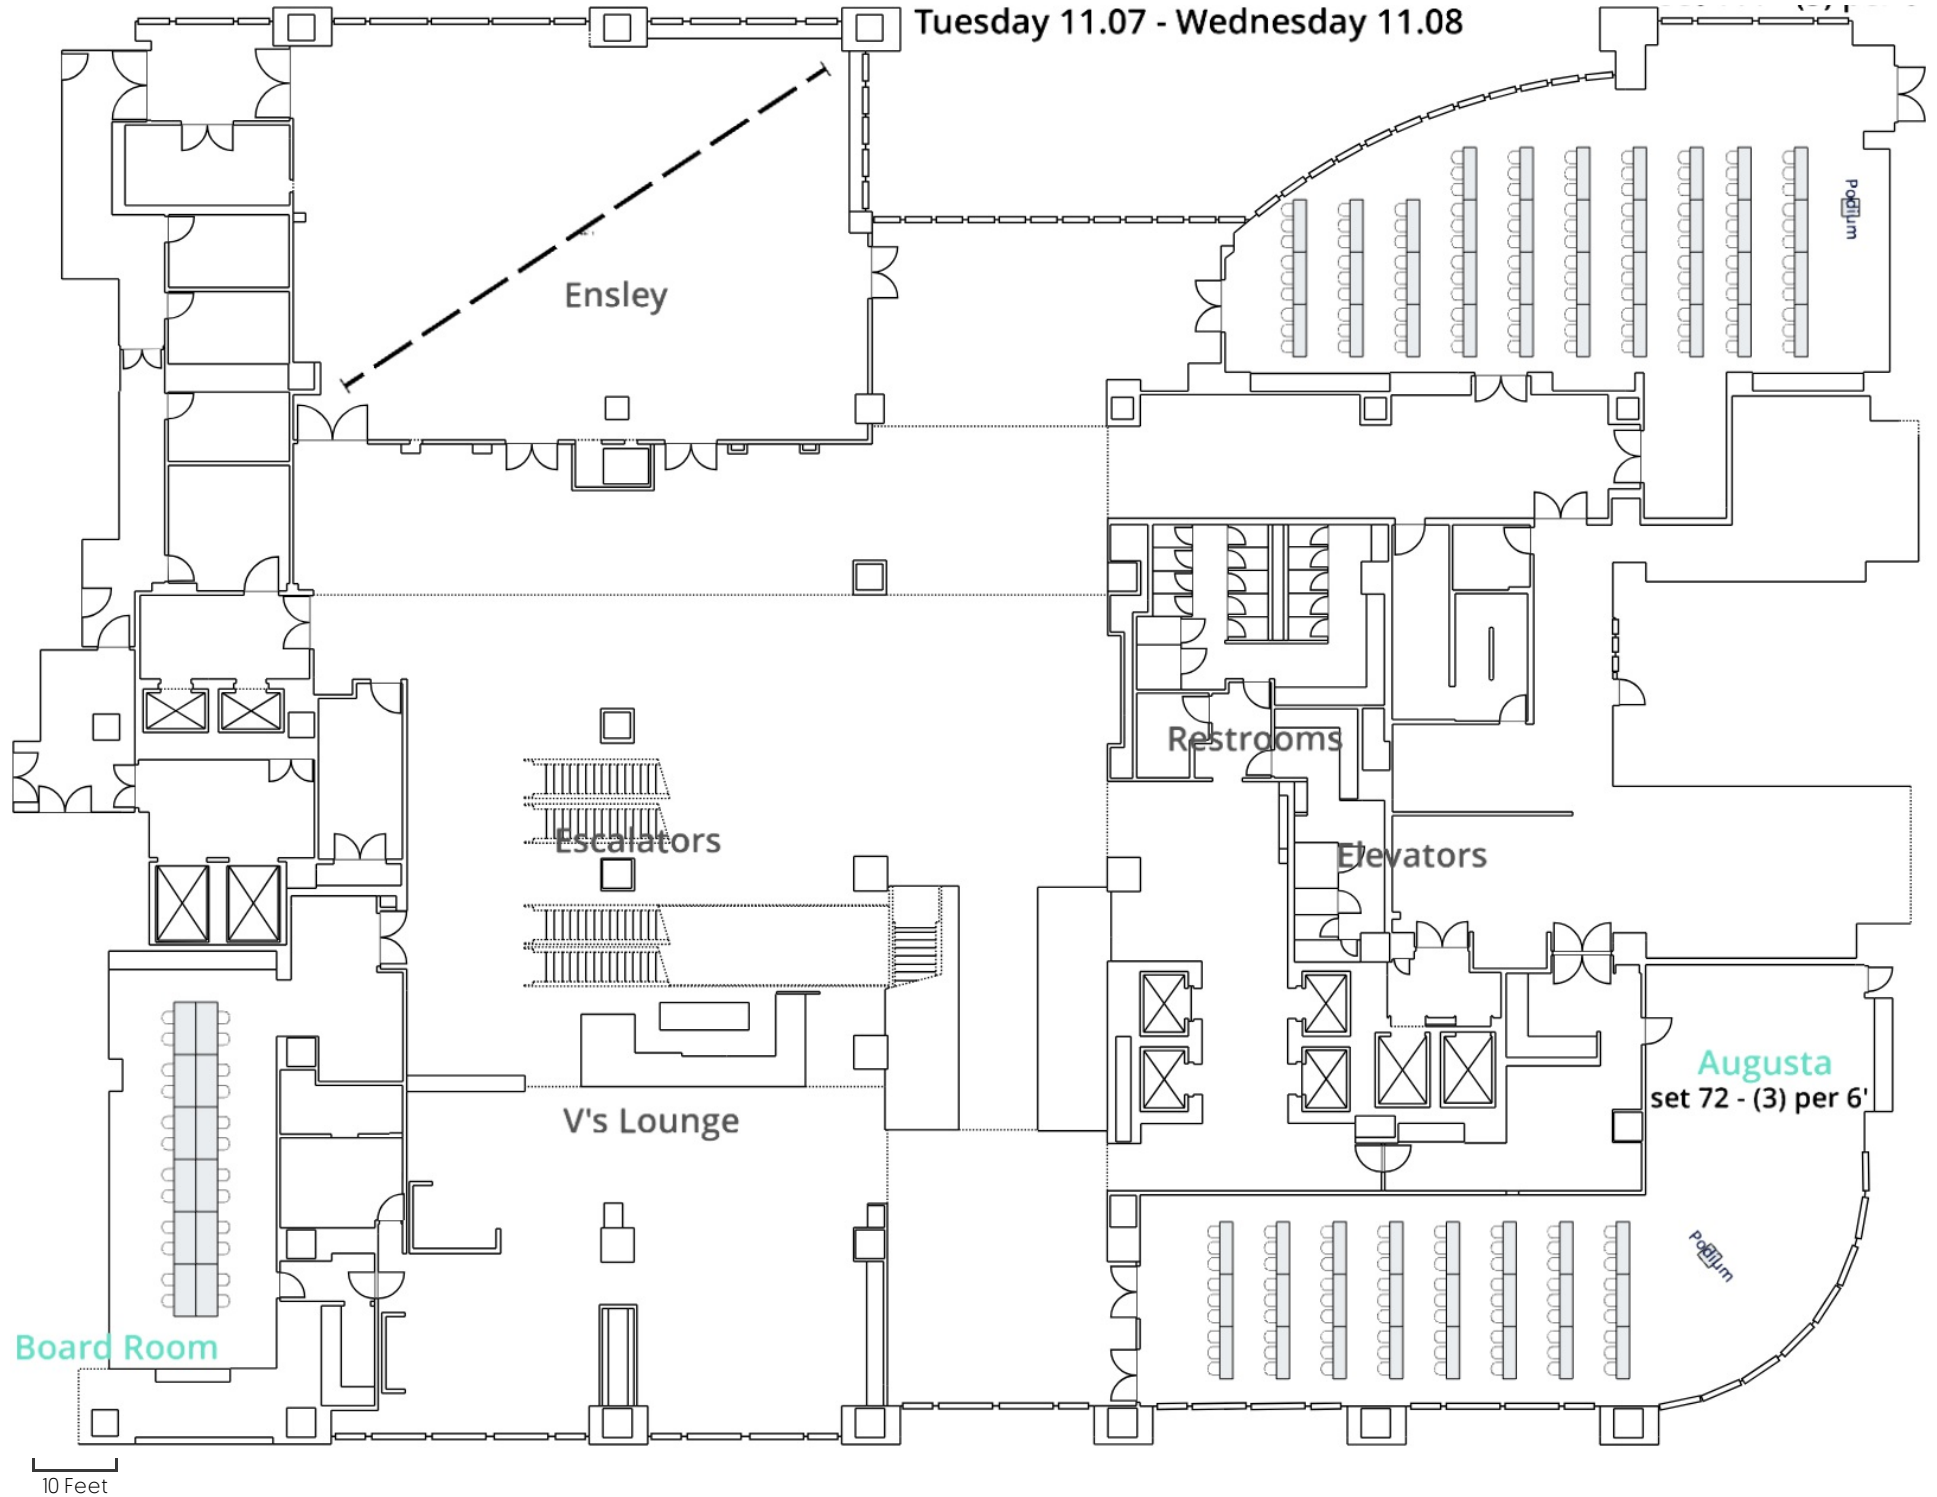 Tuesday 11.07 - Wednesday 11.08
Podium
Ensley
Restrooms
Escalators
Elevators
Augusta
set 72 - (3) per 6'
V's Lounge
Podium
Board Room
10 Feet